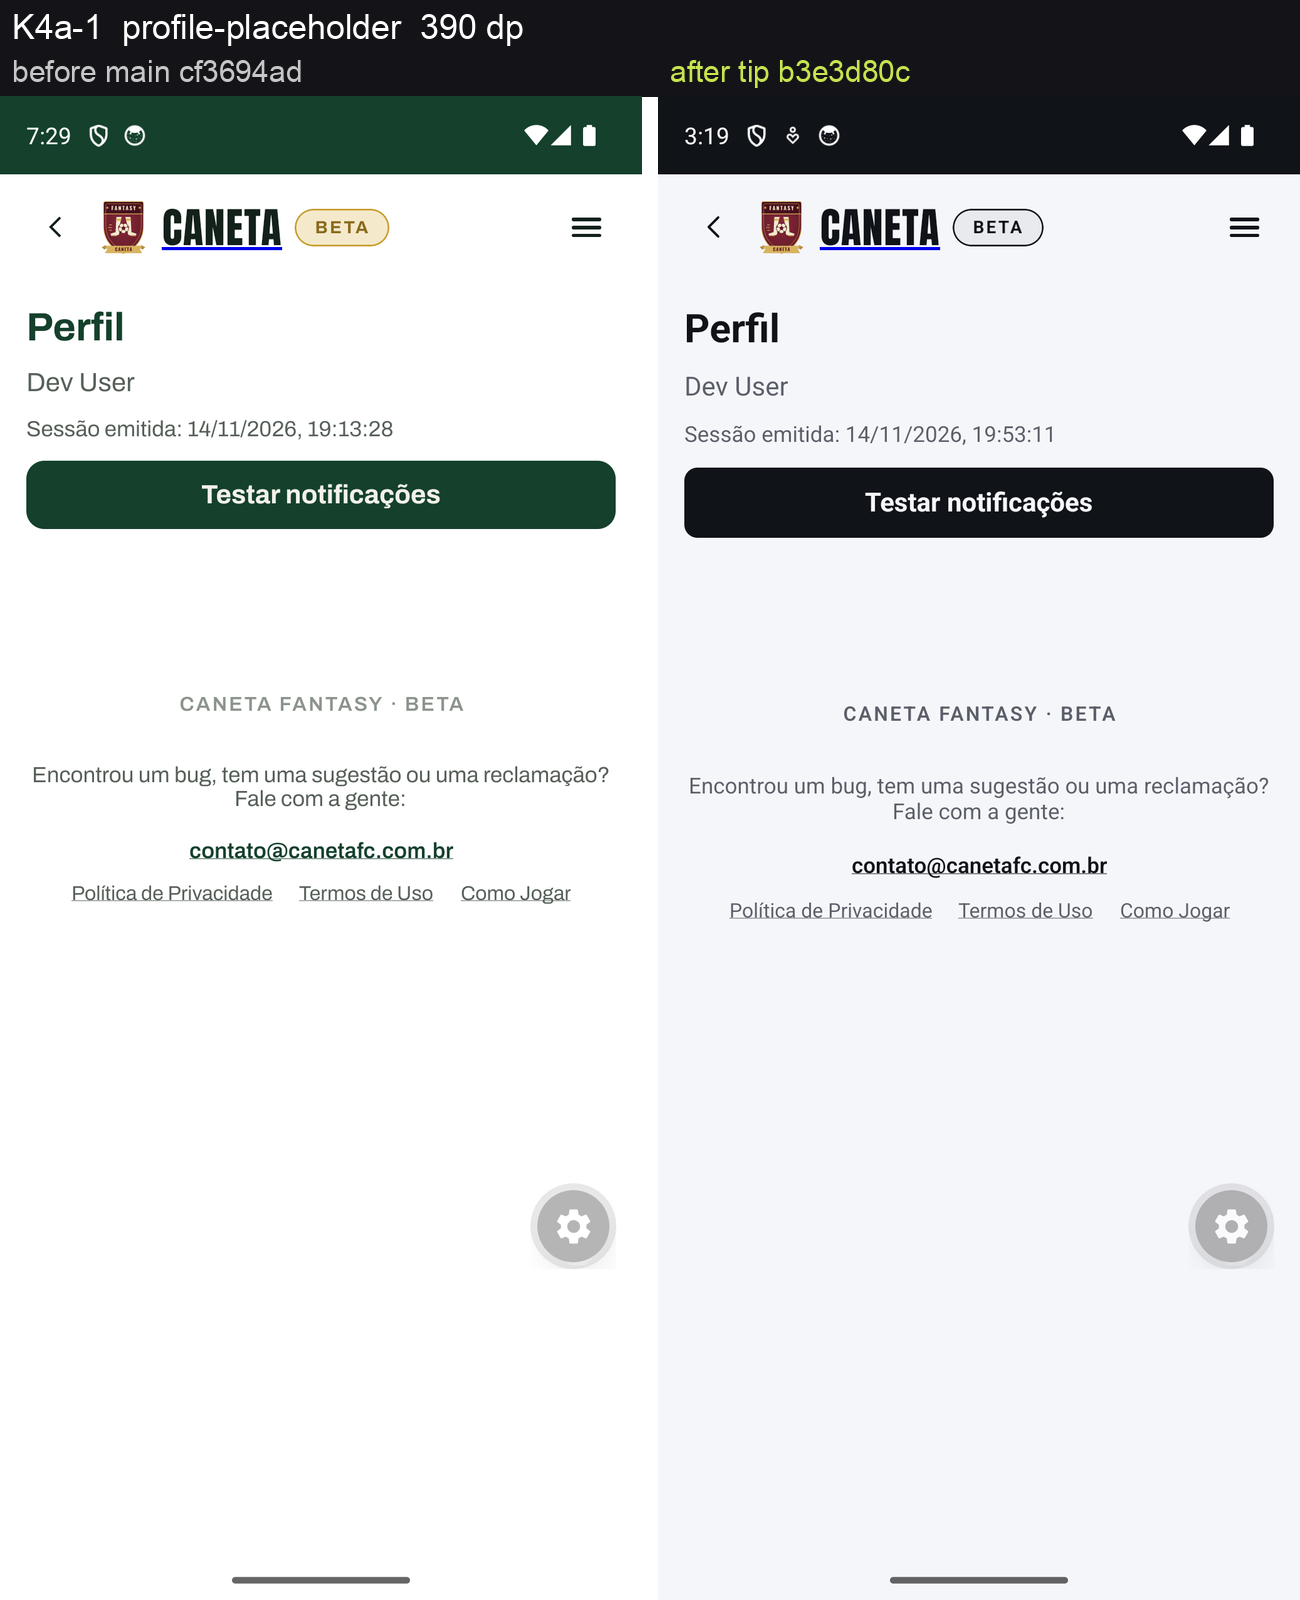 K4a-1 profile-placeholder 390 dp
before main cf3694ad
after tip b3e3d80c
7:29
FANTASY
CANETA
CANETA
BETA
Perfil
Dev User
Sessão emitida: 14/11/2026, 19:13:28
Testar notificações
CANETA FANTASY · BETA
Encontrou um bug, tem uma sugestão ou uma reclamação?
Fale com a gente:
contato@canetafc.com.br
Política de Privacidade Termos de Uso Como Jogar
3:19
FANTASY
CANETA
CANETA
BETA
Perfil
Dev User
Sessão emitida: 14/11/2026, 19:53:11
Testar notificações
CANETA FANTASY · BETA
Encontrou um bug, tem uma sugestão ou uma reclamação?
Fale com a gente:
contato@canetafc.com.br
Política de Privacidade Termos de Uso Como Jogar